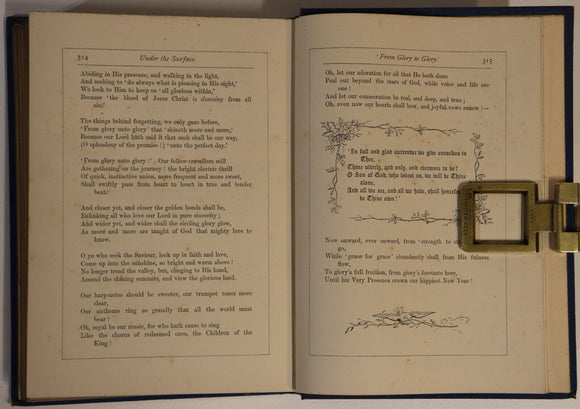 314
Under the Surface.
Abiding in His presence, and walking in the light,
And seeking to 'do always what is pleasing in His sight,'
We look to Him to keep us 'all glorious within,'
Because 'the blood of Jesus Christ is cleansing from all
sin.'
The things behind forgetting, we only gaze before,
'From glory unto glory' that 'shineth more and more,'
Because our Lord hath said it that such shall be our way,
(O splendour of the promise!) 'unto the perfect day.'
'From glory unto glory!' Our fellow-travellers still
Are gathering on the journey! the bright electric thrill
Of quick, instinctive union, more frequent and more sweet,
Shall swiftly pass from heart to heart in true and tender
beat.
And closer yet, and closer the golden bonds shall be,
Enlinking all who love our Lord in pure sincerity;
And wider yet, and wider shall the circling glory glow,
As more and more are taught of God that mighty love to
know.
O ye who seek the Saviour, look up in faith and love,
Come up into the sunshine, so bright and warm above!
No longer tread the valley, but, clinging to His hand,
Ascend the shining summits, and view the glorious land.
Our harp-notes should be sweeter, our trumpet tones more
clear,
Our anthems ring so grandly that all the world must
hear!
Oh, royal be our music, for who hath cause to sing
Like the chorus of redeemed ones, the Children of the
King!
'From Glory to Glory.'
315
Oh, let our adoration for all that He hath done
Peal out beyond the stars of God, while voice and life are
one!
And let our consecration be real, and deep, and true;
Oh, even now our hearts shall bow, and joyful vows renew:—
'In full and glad surrender we give ourselves to
Thee,
Thine utterly, and only, and evermore to be!
O Son of God, who lovest us, we will be Thine
alone,
And all we are, and all we have, shall henceforth
be Thine own!'
Now onward, ever onward, from 'strength to
go,
While 'grace for grace' abundantly shall from His fulness
flow,
To glory's full fruition, from glory's foretaste here,
Until his Very Presence crown our happiest New Year!